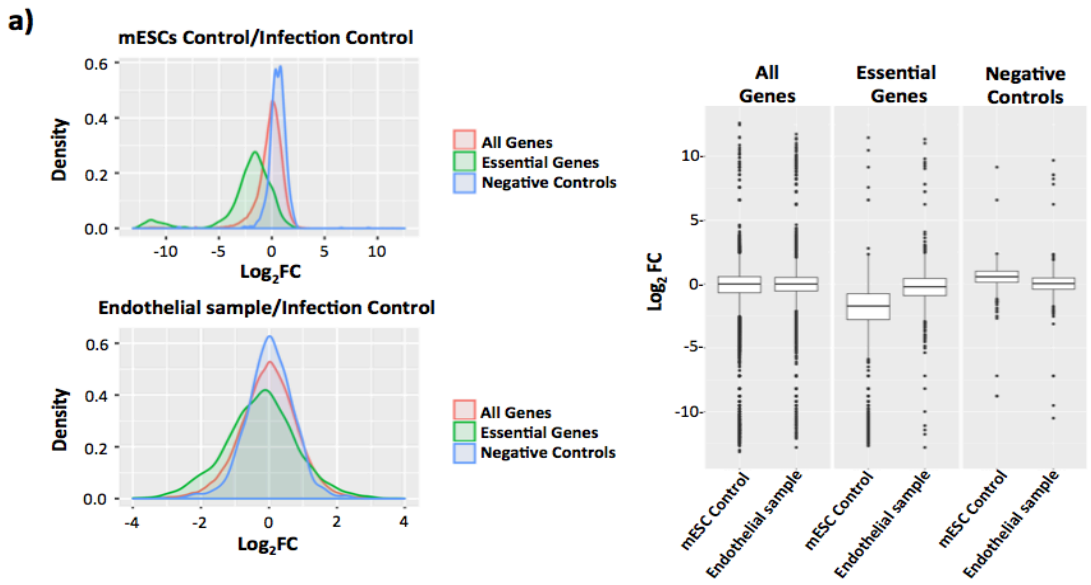 a)
mESCs Control/Infection Control
0.6
0.4
0.2
0.0
Density
-10
-5
0
5
10
Log2FC
All Genes
Essential Genes
Negative Controls
Endothelial sample/Infection Control
0.6
0.4
0.2
0.0
Density
-4
-2
0
2
4
Log2FC
All Genes
Essential Genes
Negative Controls
All
Genes
Essential
Genes
Negative
Controls
10-
5-
0-
-5-
-10-
Log2 FC
mESC Control
Endothelial sample
mESC Control
Endothelial sample
mESC Control
Endothelial sample